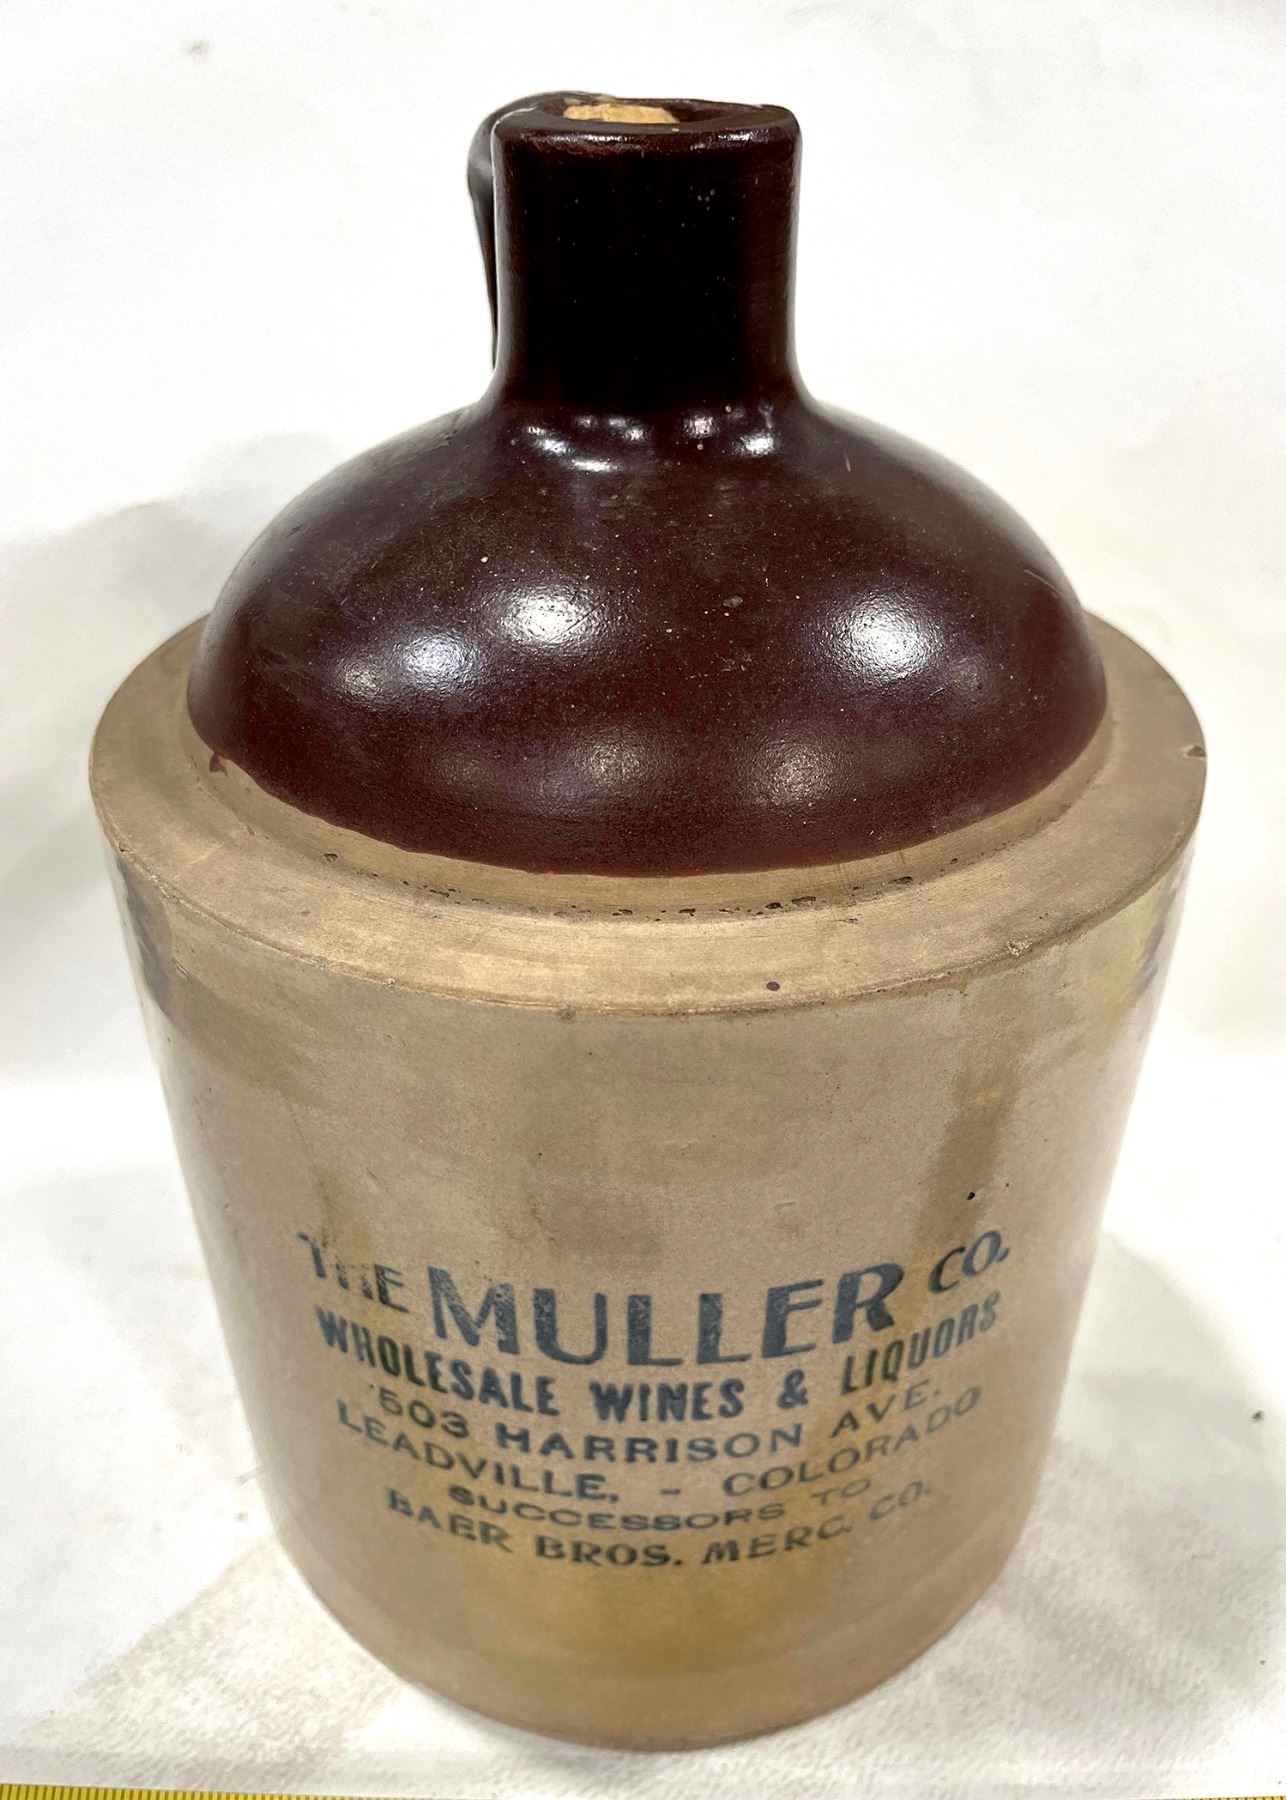 THE MULLER CO.
WHOLESALE WINES & LIQUORS
503 HARRISON AVE.
LEADVILLE, - COLORADO
SUCCESSORS TO
BAER BROS. MERC. CO.